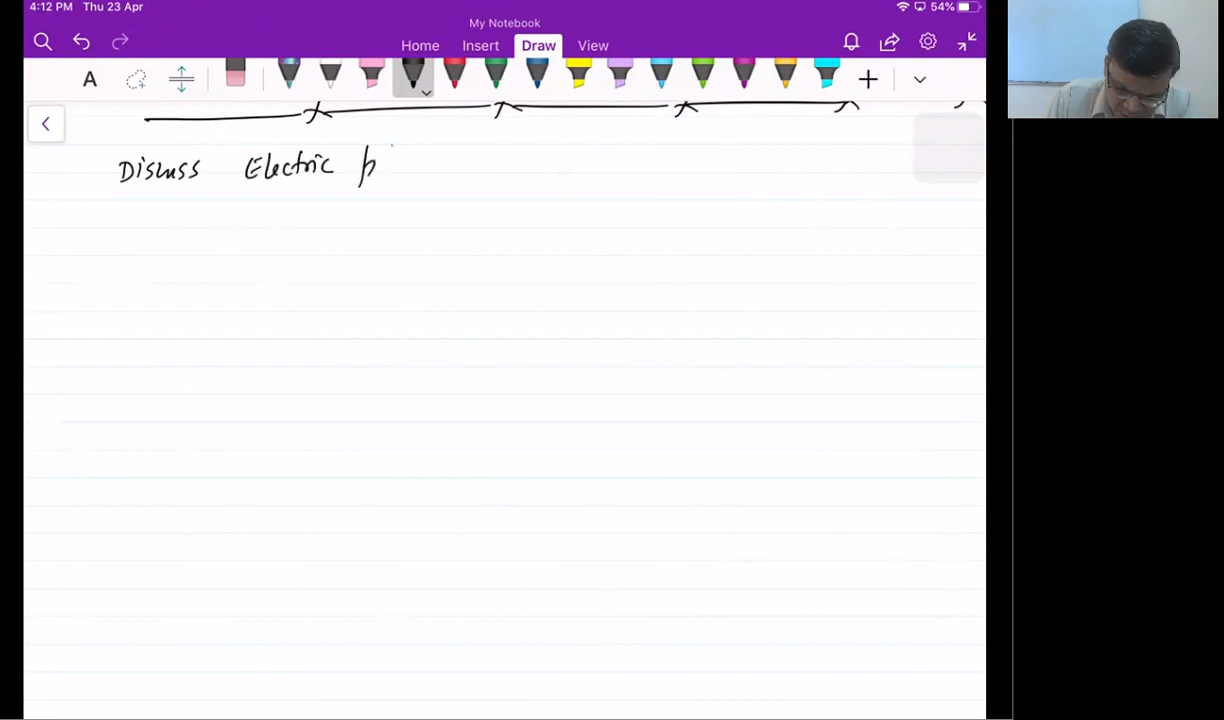 4:12 PM Thu 23 Apr
54%
My Notebook
Home Insert Draw View
A
Discuss Electric p